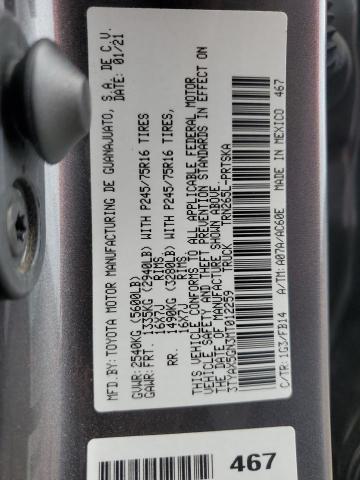 MFD.BY: TOYOTA MOTOR MANUFACTURING DE GUANAJUATO, S.A. DE C.V.
DATE: 01/21
GVWR: 2540KG (5600LB)
GAWR: FRT. 1335KG (2940LB) WITH P245/75R16 TIRES,
16X7J RIMS,
RR. 1490KG (3280LB) WITH P245/75R16 TIRES,
16X7J RIMS,
THIS VEHICLE CONFORMS TO ALL APPLICABLE FEDERAL MOTOR
VEHICLE SAFETY AND THEFT PREVENTION STANDARDS IN EFFECT ON
THE DATE OF MANUFACTURE SHOWN ABOVE.
3TYAX5GN3MT012259 TRUCK TRN265L-PRTSKA
C/TR: 1G3/FB14 A/TM: A07A/AC60E MADE IN MEXICO 467
467